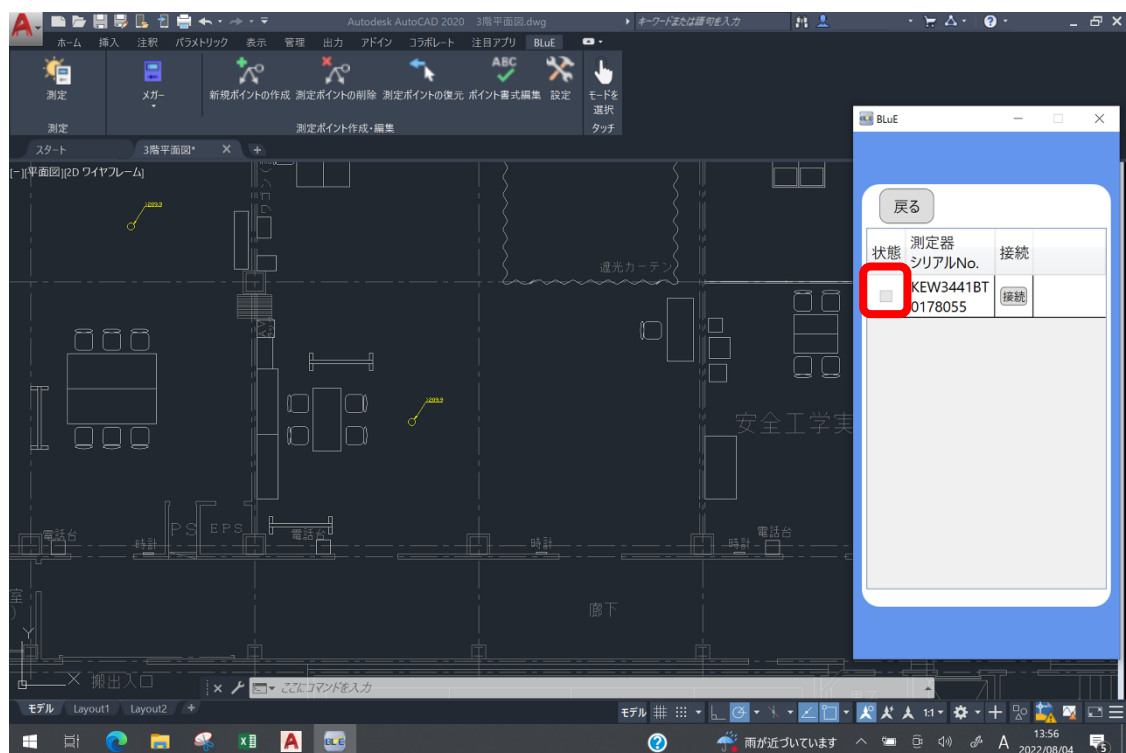 Autodesk AutoCAD 2020 3階平面図.dwg
キーワードまたは語句を入力
ホーム 挿入 注釈 パラメトリック 表示 管理 出力 アドイン コラボレート 注目アプリ BLuE
測定
メガー
新規ポイントの作成 測定ポイントの削除 測定ポイントの復元 ポイント書式編集 設定
ABC
モードを
選択
測定
測定ポイント作成・編集
タッチ
スタート
3階平面図*
[−][平面図][2D ワイヤフレーム]
>209.9
遮光カーテン
>209.9
安全工学実
電話台
時計
PS
EPS
電話台
時計
時計
電話台
室
廊下
Y
X
搬出入口
ここにコマンドを入力
モデル Layout1 Layout2 +
モデル
1:1
BLuE
戻る
状態
測定器
シリアルNo.
接続
KEW3441BT
0178055
接続
雨が近づいています
A
13:56
2022/08/04
5